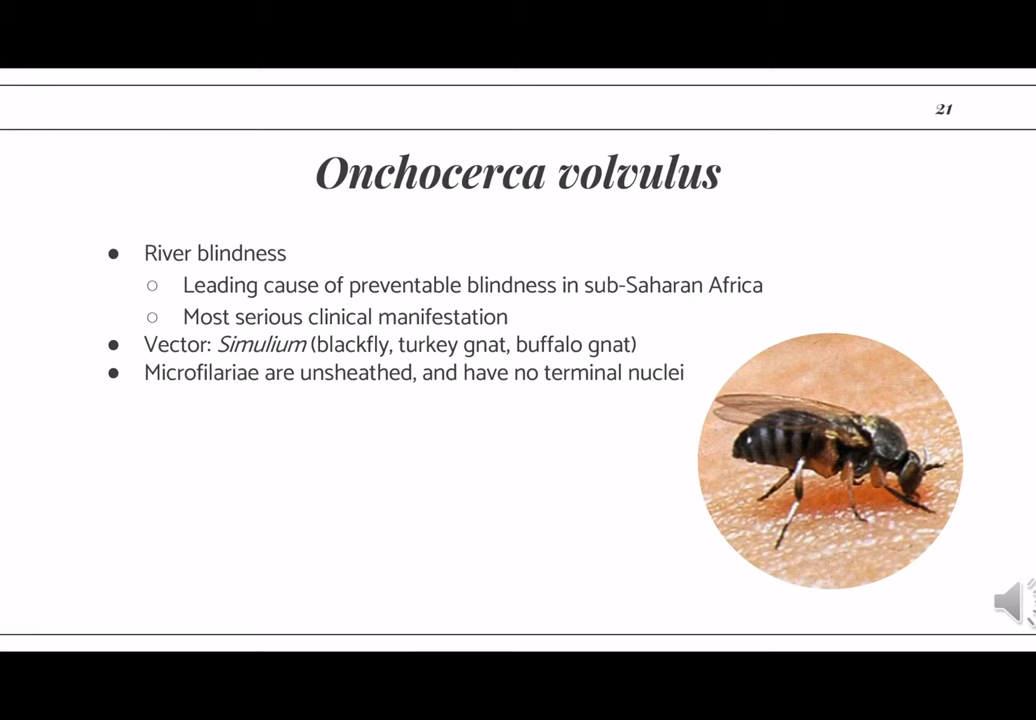 21
Onchocerca volvulus
● River blindness
○ Leading cause of preventable blindness in sub-Saharan Africa
○ Most serious clinical manifestation
● Vector: Simulium (blackfly, turkey gnat, buffalo gnat)
● Microfilariae are unsheathed, and have no terminal nuclei